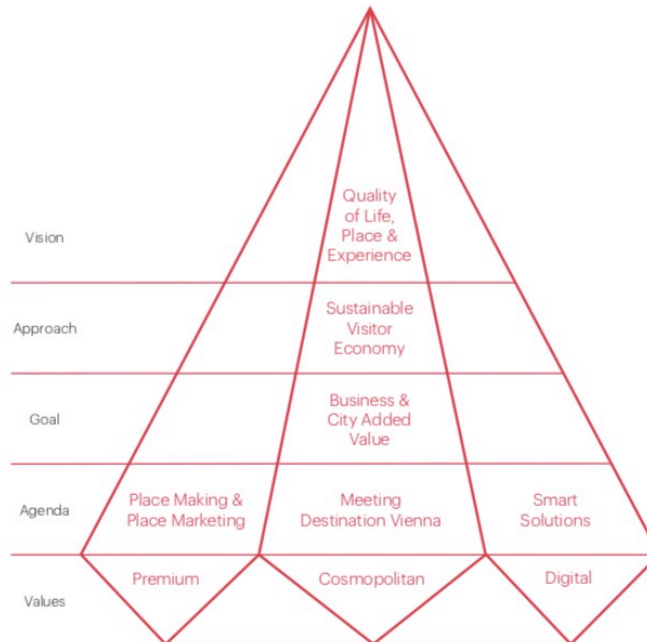 Quality
of Life,
Place &
Experience
Vision
Sustainable
Visitor
Economy
Approach
Business &
City Added
Value
Goal
Place Making &
Place Marketing
Meeting
Destination Vienna
Smart
Solutions
Agenda
Premium
Cosmopolitan
Digital
Values